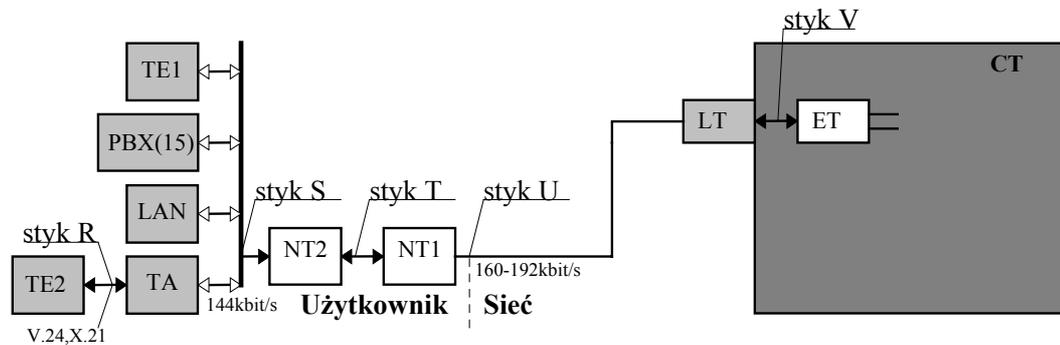 styk V
CT
TE1
PBX(15)
LT
ET
LAN
styk S
styk T
styk U
styk R
NT2
NT1
TE2
TA
144kbit/s
160-192kbit/s
Użytkownik
Sieć
V.24,X.21